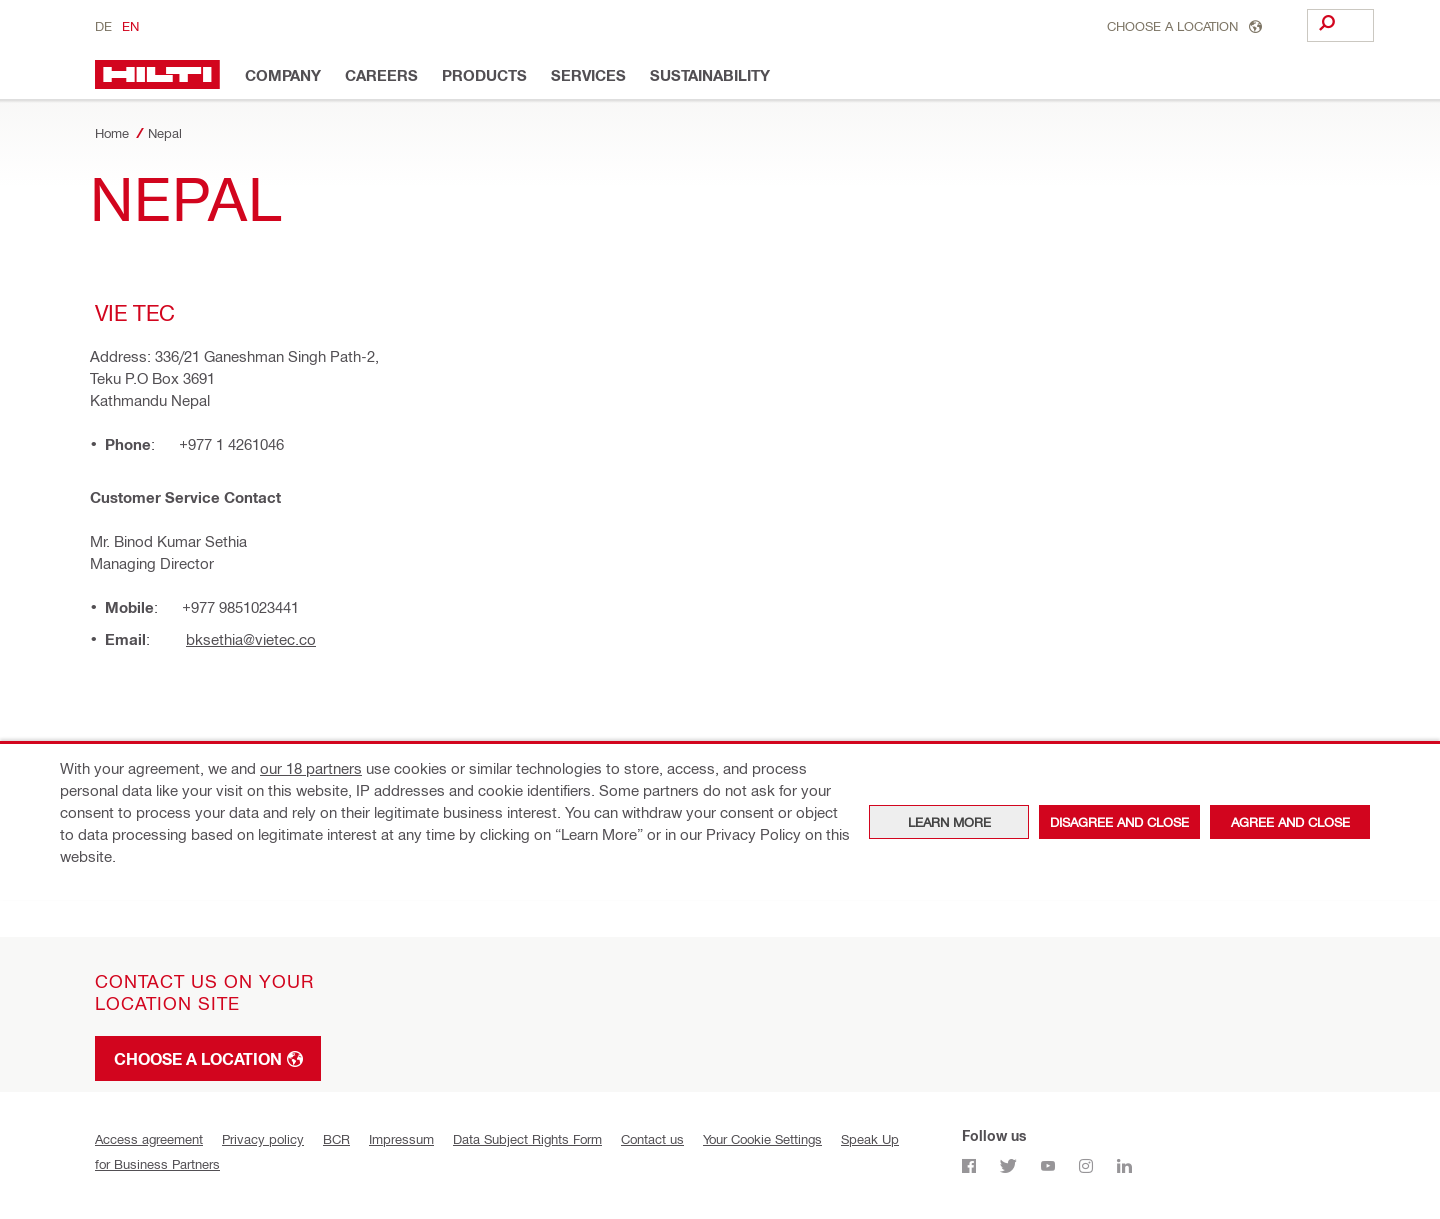 DE EN
CHOOSE A LOCATION
HILTI
COMPANY CAREERS PRODUCTS SERVICES SUSTAINABILITY
Home / Nepal
NEPAL
VIE TEC
Address: 336/21 Ganeshman Singh Path-2,
Teku P.O Box 3691
Kathmandu Nepal
• Phone: +977 1 4261046
Customer Service Contact
Mr. Binod Kumar Sethia
Managing Director
• Mobile: +977 9851023441
• Email: bksethia@vietec.co
With your agreement, we and our 18 partners use cookies or similar technologies to store, access, and process
personal data like your visit on this website, IP addresses and cookie identifiers. Some partners do not ask for your
consent to process your data and rely on their legitimate business interest. You can withdraw your consent or object
to data processing based on legitimate interest at any time by clicking on “Learn More” or in our Privacy Policy on this
website.
LEARN MORE
DISAGREE AND CLOSE
AGREE AND CLOSE
CONTACT US ON YOUR
LOCATION SITE
CHOOSE A LOCATION
Access agreement Privacy policy BCR Impressum Data Subject Rights Form Contact us Your Cookie Settings Speak Up
for Business Partners
Follow us